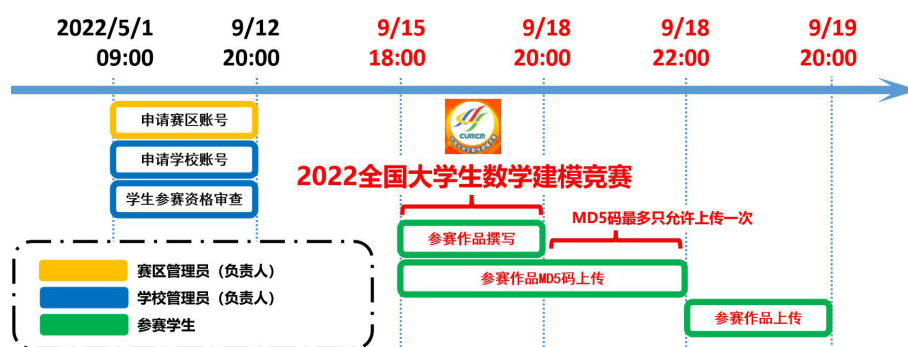 2022/5/1 9/12 9/15 9/18 9/18 9/19
09:00 20:00 18:00 20:00 22:00 20:00
申请赛区账号
CUMCM
申请学校账号
2022全国大学生数学建模竞赛
学生参赛资格审查
MD5码最多只允许上传一次
参赛作品撰写
赛区管理员（负责人）
参赛作品MD5码上传
学校管理员（负责人）
参赛学生
参赛作品上传